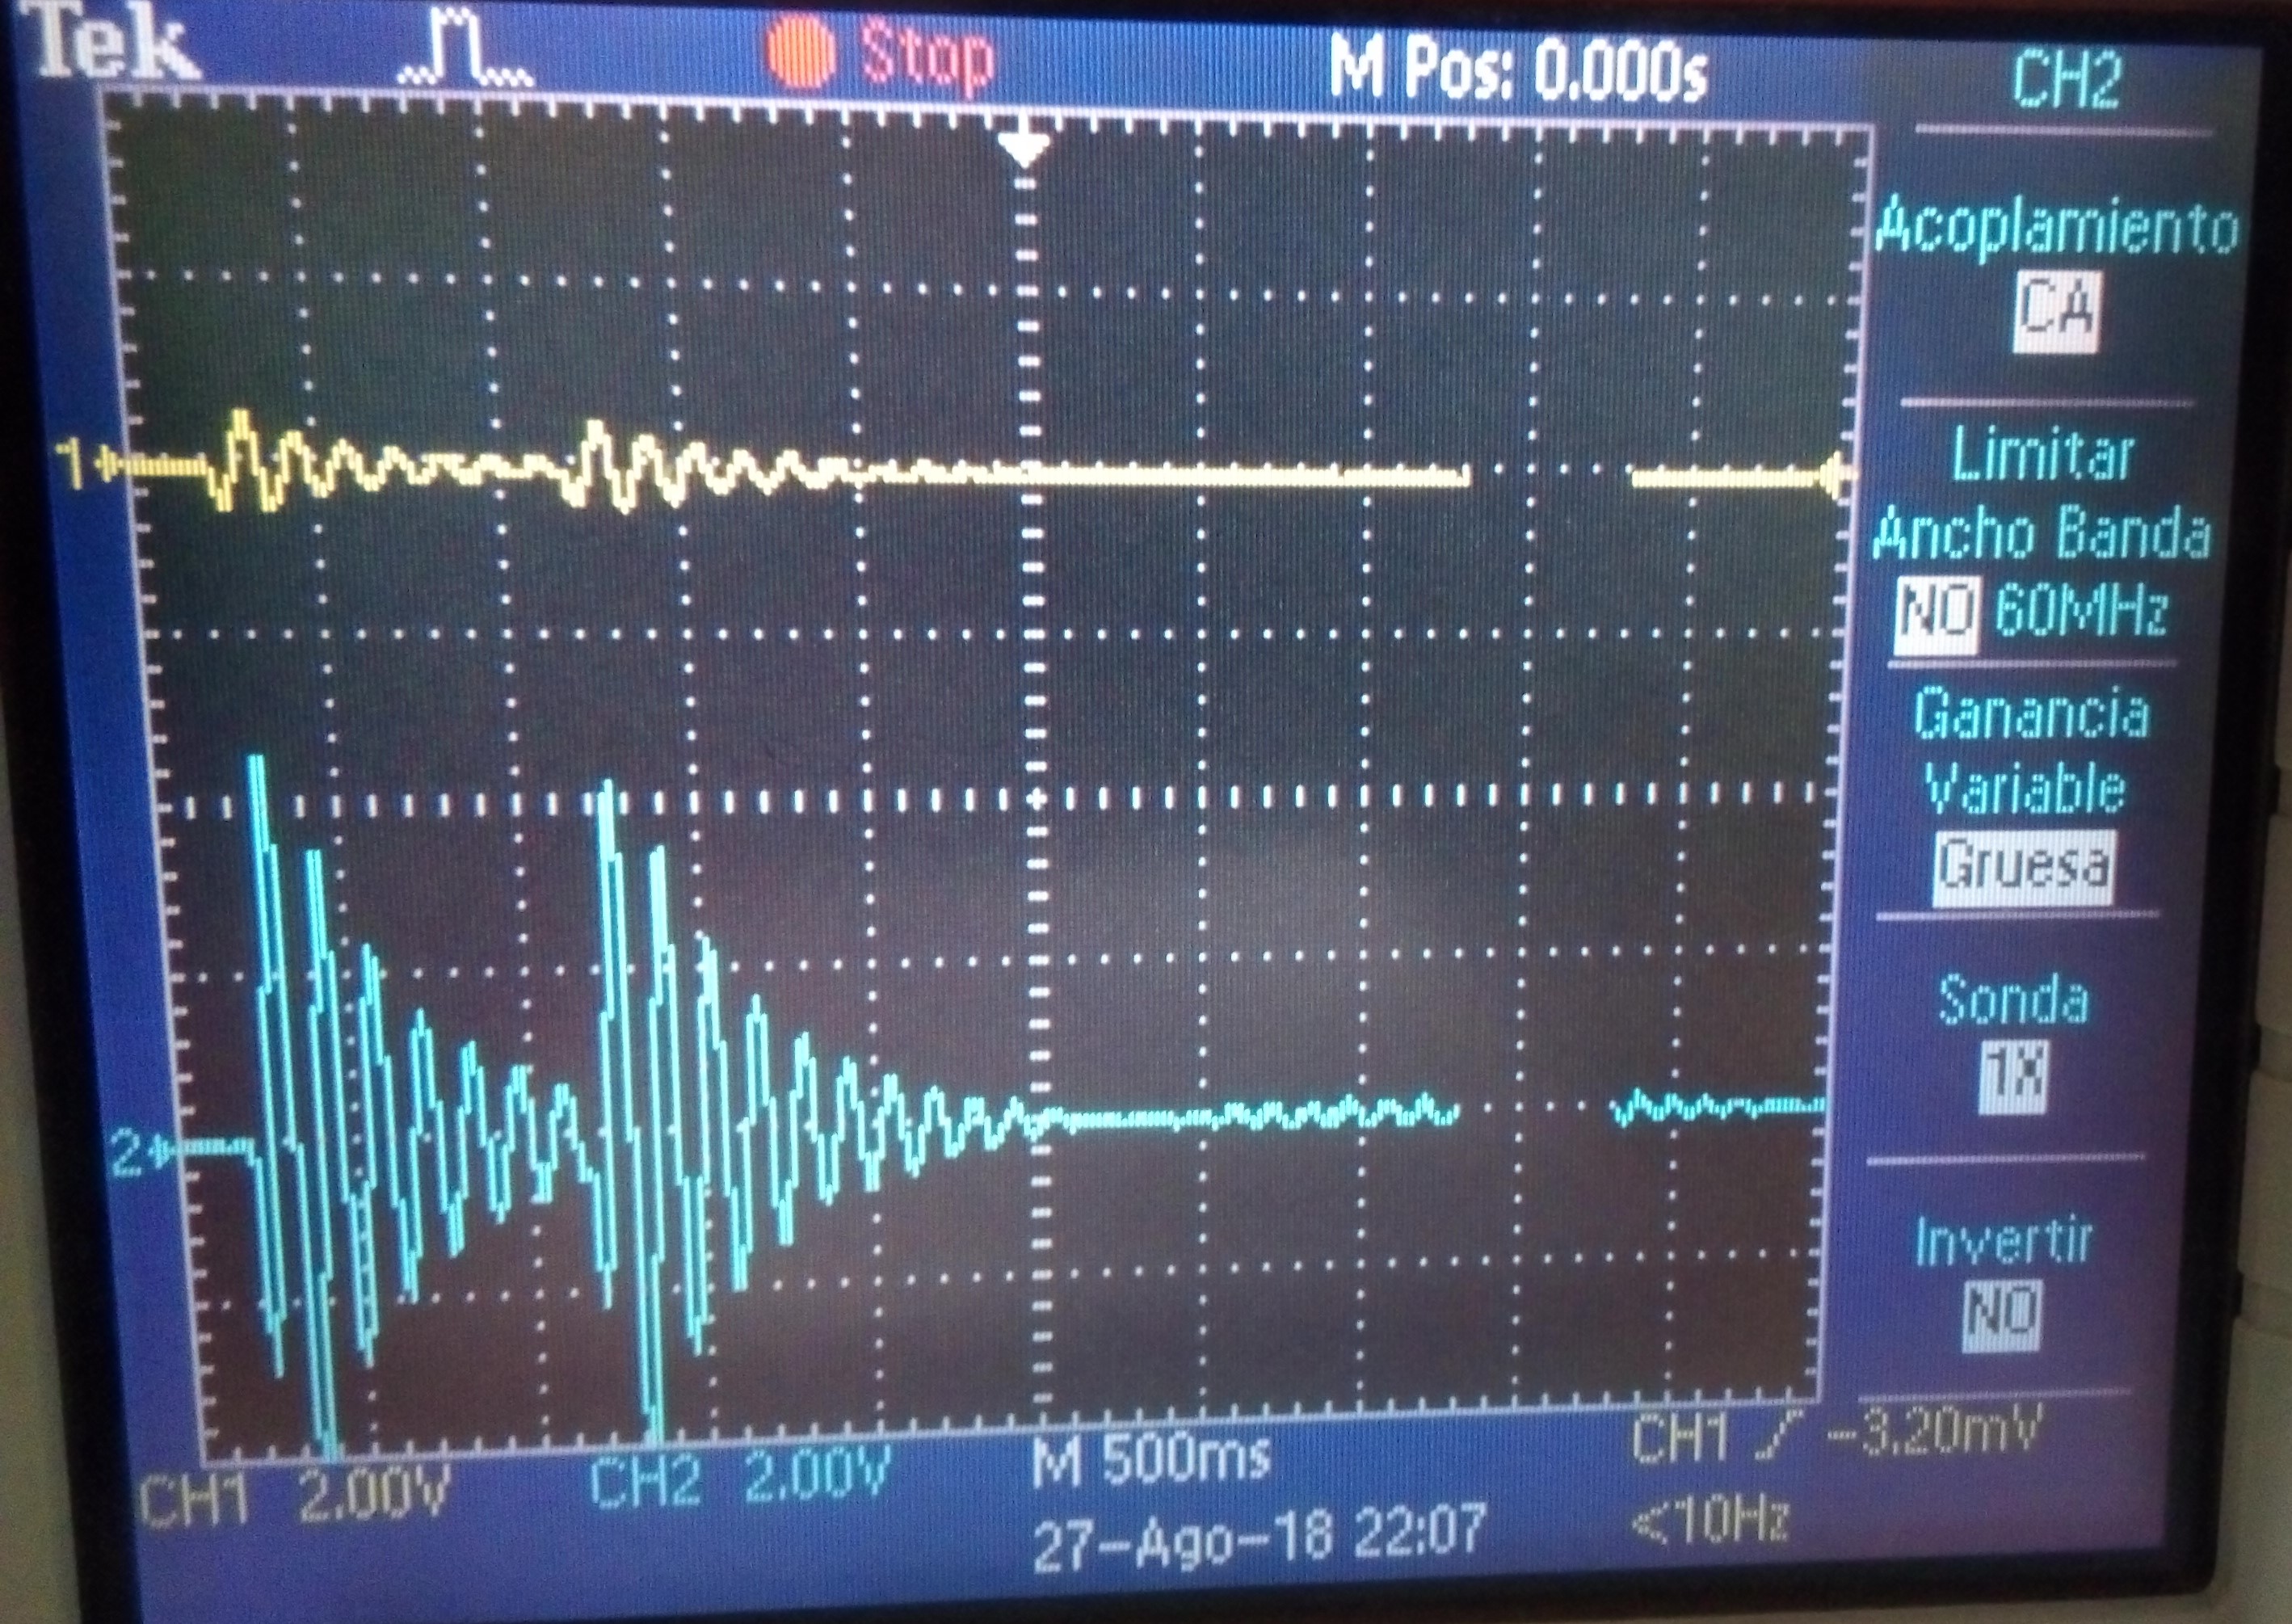 Tek Stop M Pos: 0.000s
CH2
Acoplamiento
CA
Limitar
Ancho Banda
NO 60MHz
Ganancia
Variable
Gruesa
Sonda
1X
Invertir
NO
1
2
CH1 2.00V CH2 2.00V M 500ms CH1 -3.20mV
27-Ago-18 22:07 <10Hz